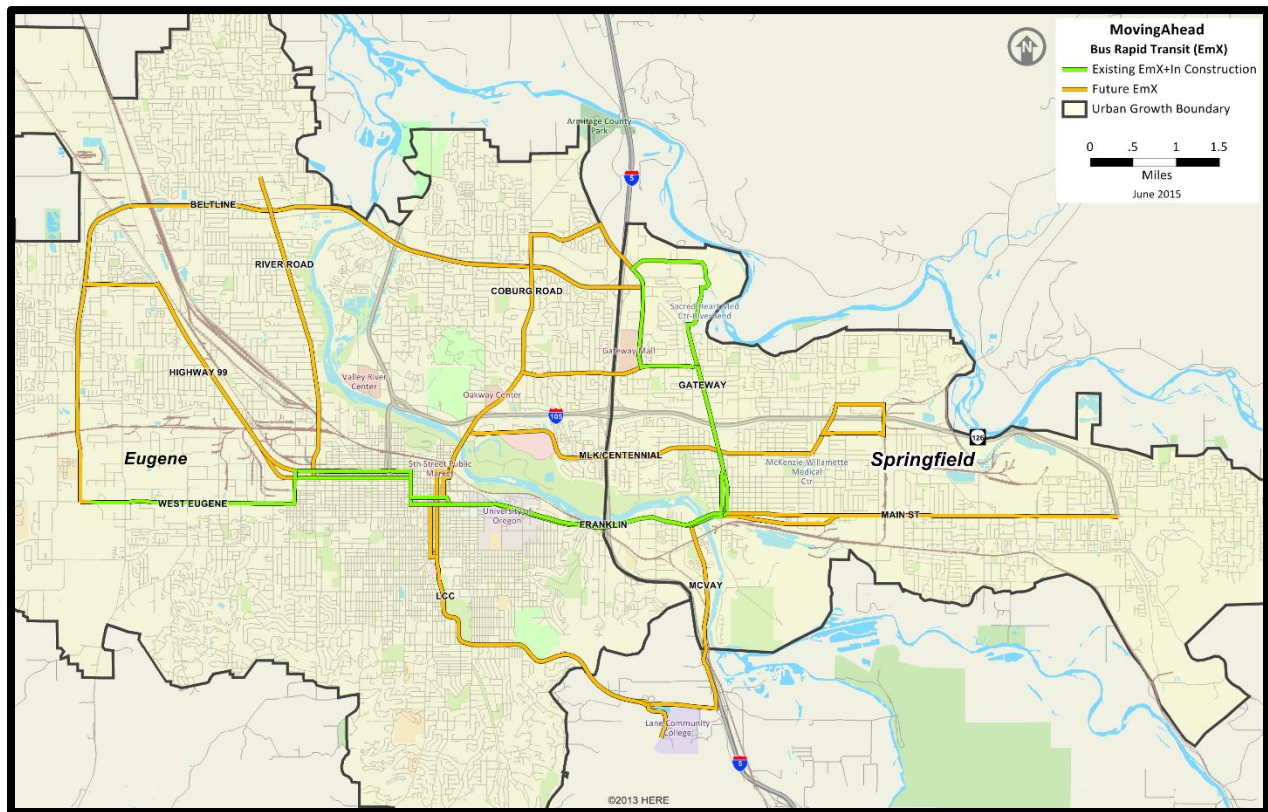 MovingAhead
Bus Rapid Transit (EmX)
Existing EmX+In Construction
Future EmX
Urban Growth Boundary
0 .5 1 1.5
Miles
June 2015
N
Armitage County
Park
5
BELTLINE
RIVER ROAD
COBURG ROAD
Sacred Heart Med
Ctr-Riverbend
Gateway Mall
HIGHWAY 99
Valley River
Center
GATEWAY
Oakway Center
105
126
Eugene
5th Street Public
Market
MLK/CENTENNIAL
McKenzie-Willamette
Medical
Ctr
Springfield
WEST EUGENE
University of
Oregon
FRANKLIN
MAIN ST
MCVAY
LCC
Lane Community
College
5
©2013 HERE